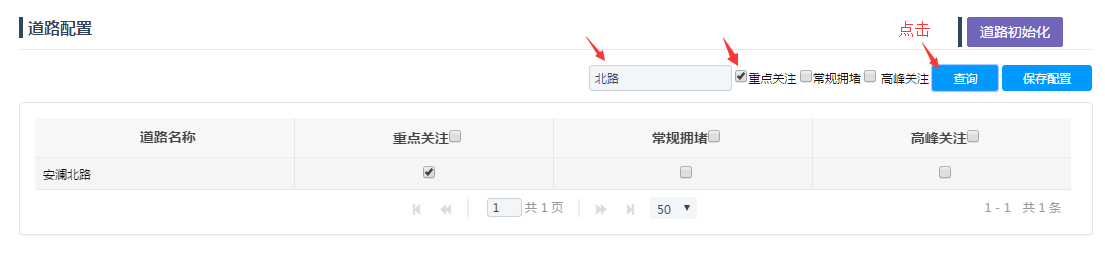 道路配置
点击
道路初始化
北路 重点关注 常规拥堵 高峰关注 查询 保存配置
道路名称 重点关注 常规拥堵 高峰关注
安澜北路
1 共 1 页 50 1 - 1 共 1 条